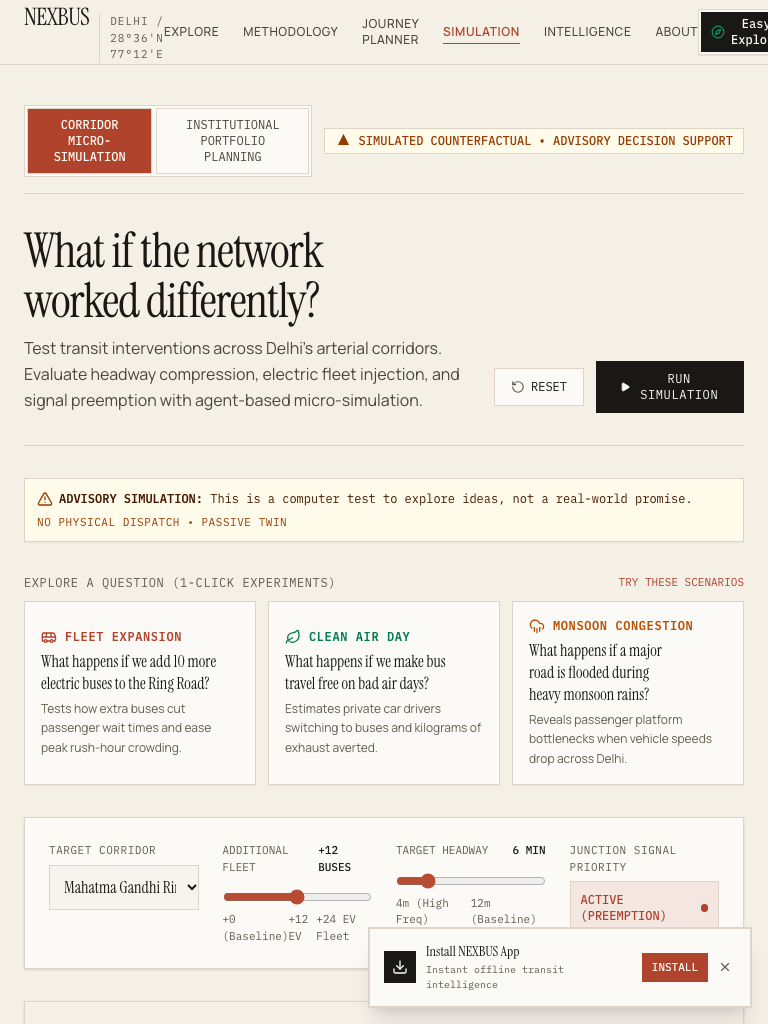 NEXBUS
DELHI /
28°36'N
77°12'E
EXPLORE
METHODOLOGY
JOURNEY
PLANNER
SIMULATION
INTELLIGENCE
ABOUT
CORRIDOR
MICRO-
SIMULATION
INSTITUTIONAL
PORTFOLIO
PLANNING
SIMULATED COUNTERFACTUAL • ADVISORY DECISION SUPPORT
What if the network
worked differently?
Test transit interventions across Delhi's arterial corridors.
Evaluate headway compression, electric fleet injection, and
signal preemption with agent-based micro-simulation.
RESET
RUN
SIMULATION
ADVISORY SIMULATION: This is a computer test to explore ideas, not a real-world promise.
NO PHYSICAL DISPATCH • PASSIVE TWIN
EXPLORE A QUESTION (1-CLICK EXPERIMENTS)
TRY THESE SCENARIOS
FLEET EXPANSION
What happens if we add 10 more
electric buses to the Ring Road?
Tests how extra buses cut
passenger wait times and ease
peak rush-hour crowding.
CLEAN AIR DAY
What happens if we make bus
travel free on bad air days?
Estimates private car drivers
switching to buses and kilograms of
exhaust averted.
MONSOON CONGESTION
What happens if a major
road is flooded during
heavy monsoon rains?
Reveals passenger platform
bottlenecks when vehicle speeds
drop across Delhi.
TARGET CORRIDOR
Mahatma Gandhi
ADDITIONAL
FLEET
+12
BUSES
+0
(Baseline)
+12
EV
+24 EV
Fleet
TARGET HEADWAY
6 MIN
4m (High
Freq)
12m
(Baseline)
JUNCTION SIGNAL
PRIORITY
ACTIVE
(PREEMPTION)
Install NEXBUS App
Instant offline transit
intelligence
INSTALL